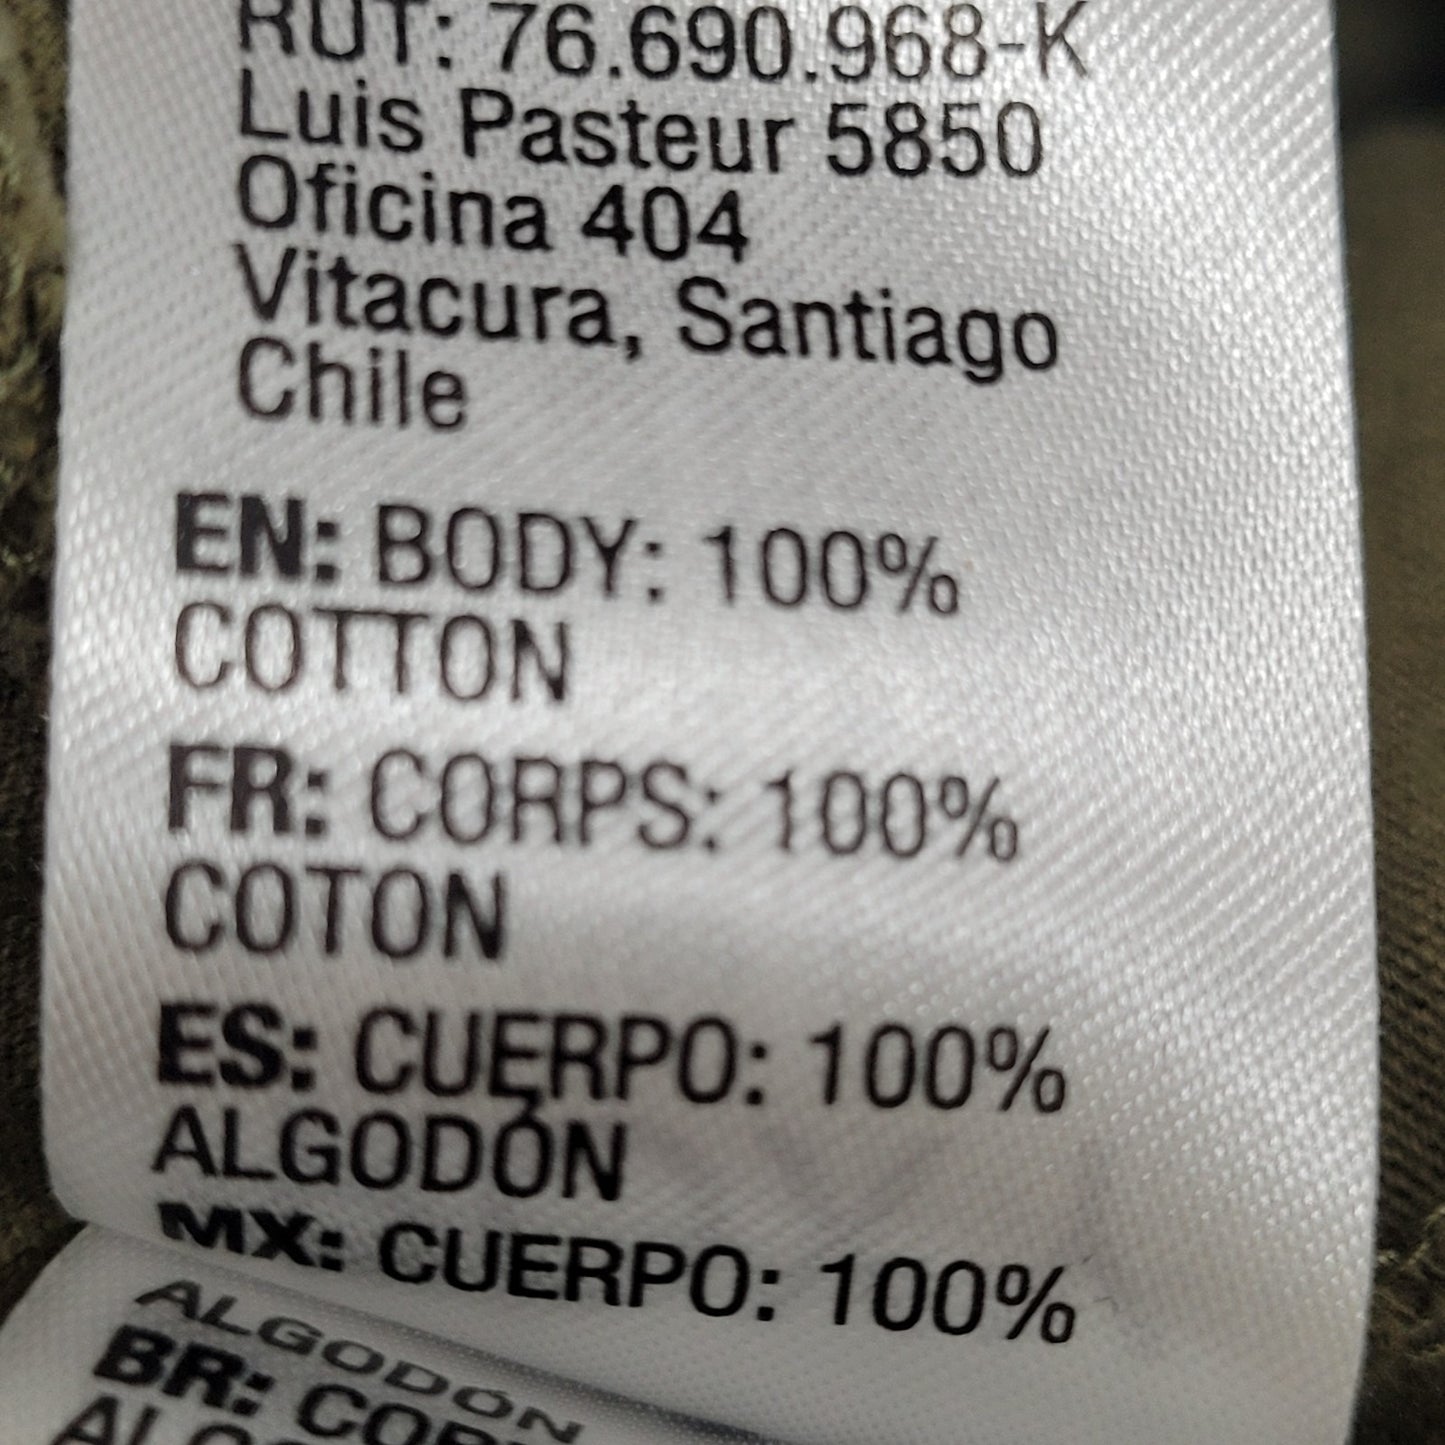 RUT: 76.690.968-K
Luis Pasteur 5850
Oficina 404
Vitacura, Santiago
Chile
EN: BODY: 100%
COTTON
FR: CORPS: 100%
COTON
ES: CUERPO: 100%
ALGODÓN
MX: CUERPO: 100%
ALGODÓN
BR: